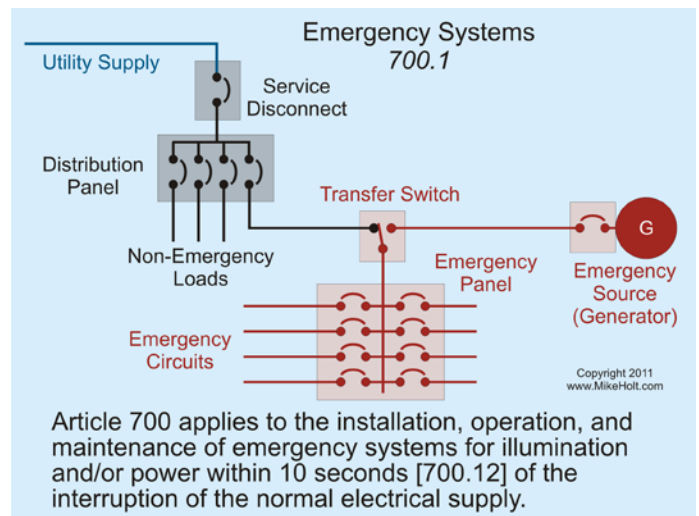 Emergency Systems
700.1
Utility Supply
Service
Disconnect
Distribution
Panel
Transfer Switch
G
Non-Emergency
Loads
Emergency
Panel
Emergency
Source
(Generator)
Emergency
Circuits
Copyright 2011
www.MikeHolt.com
Article 700 applies to the installation, operation, and
maintenance of emergency systems for illumination
and/or power within 10 seconds [700.12] of the
interruption of the normal electrical supply.